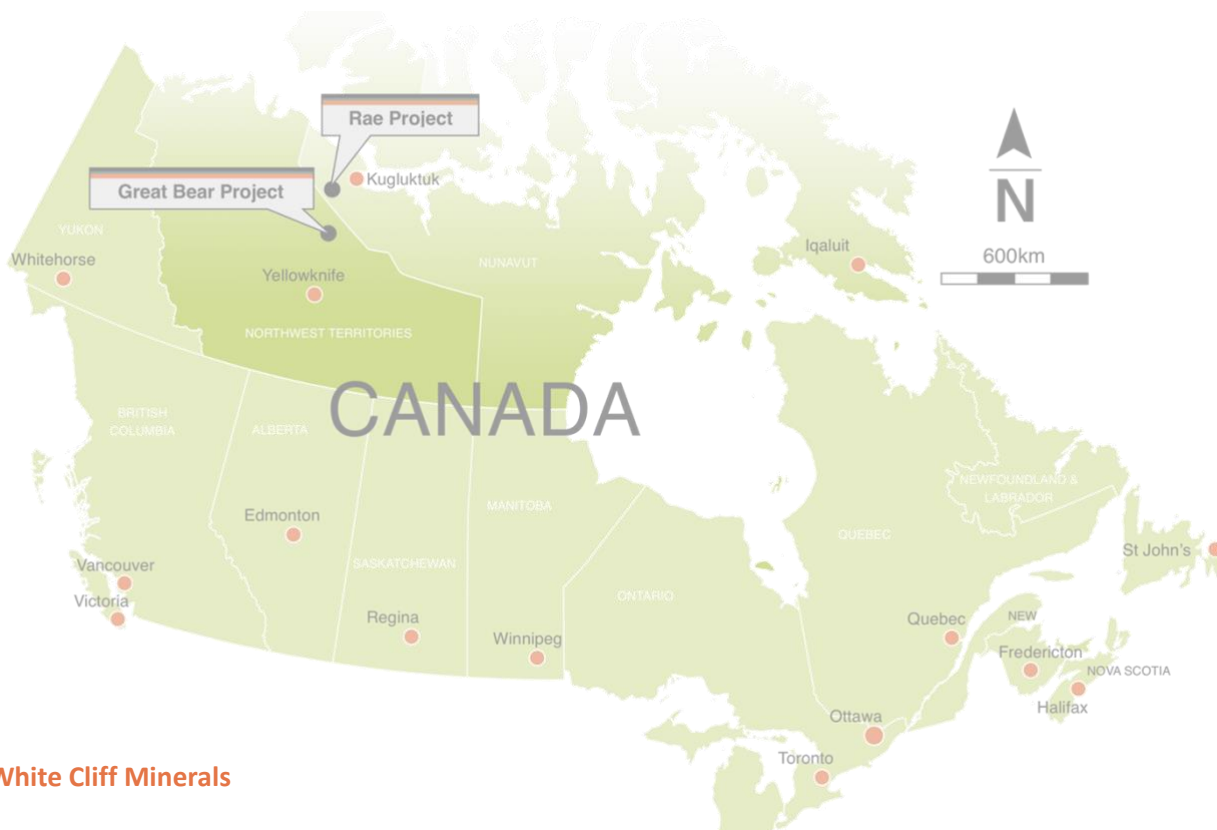 Rae Project
Kugluktuk
Great Bear Project
N
600km
YUKON
Whitehorse
Yellowknife
NUNAVUT
Iqaluit
NORTHWEST TERRITORIES
CANADA
BRITISH
COLUMBIA
ALBERTA
MANITOBA
NEWFOUNDLAND &
LABRADOR
Edmonton
SASKATCHEWAN
QUEBEC
St John's
Vancouver
Victoria
ONTARIO
Regina
Winnipeg
Quebec
NEW
Fredericton
NOVA SCOTIA
Halifax
Ottawa
Toronto
White Cliff Minerals